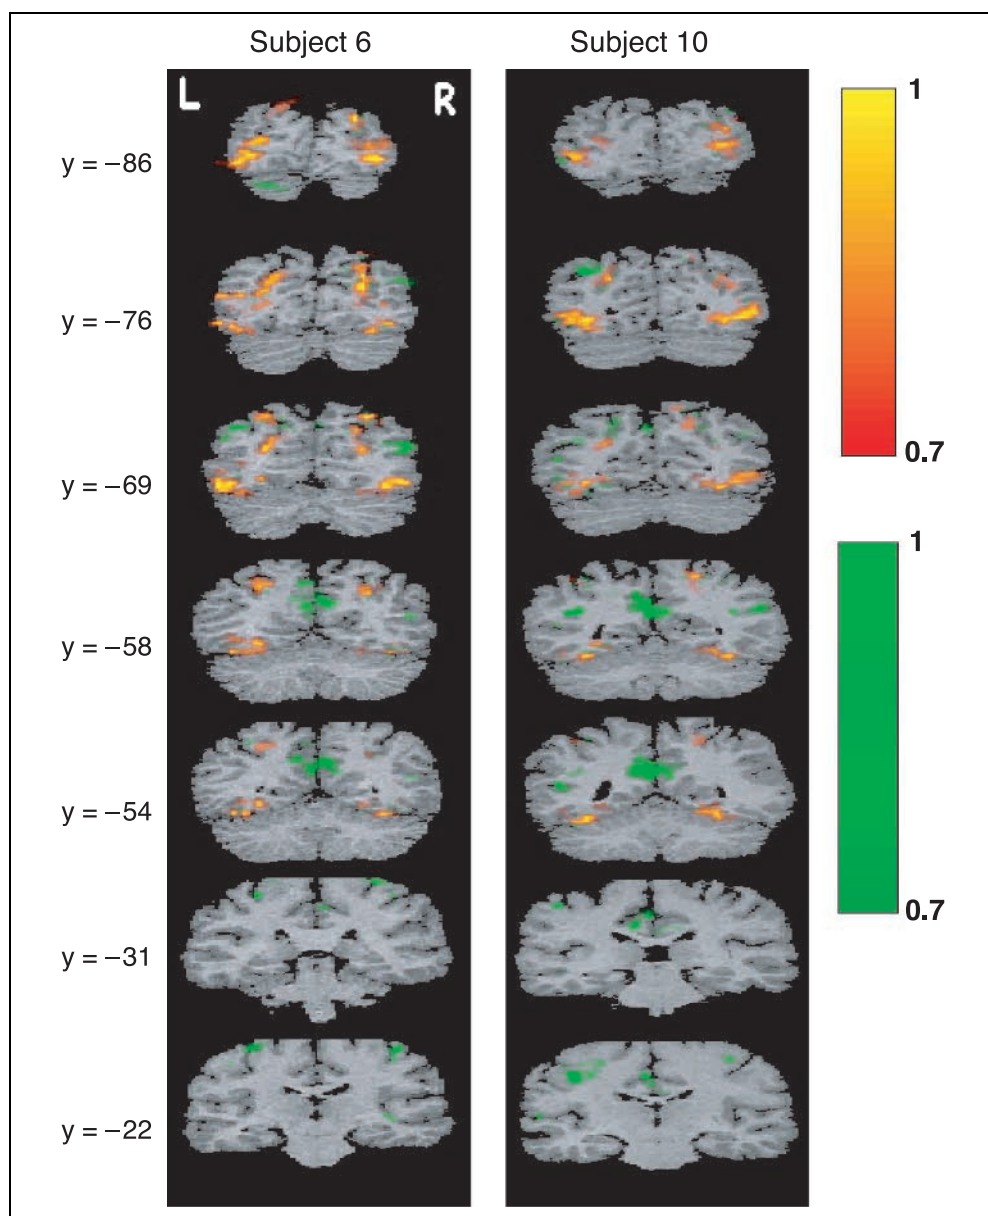 Subject 6 Subject 10
L R
1
y = −86
y = −76
0.7
y = −69
1
y = −58
y = −54
0.7
y = −31
y = −22